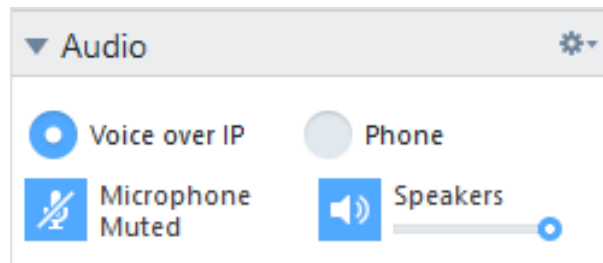 Audio
Voice over IP
Phone
Microphone
Muted
Speakers